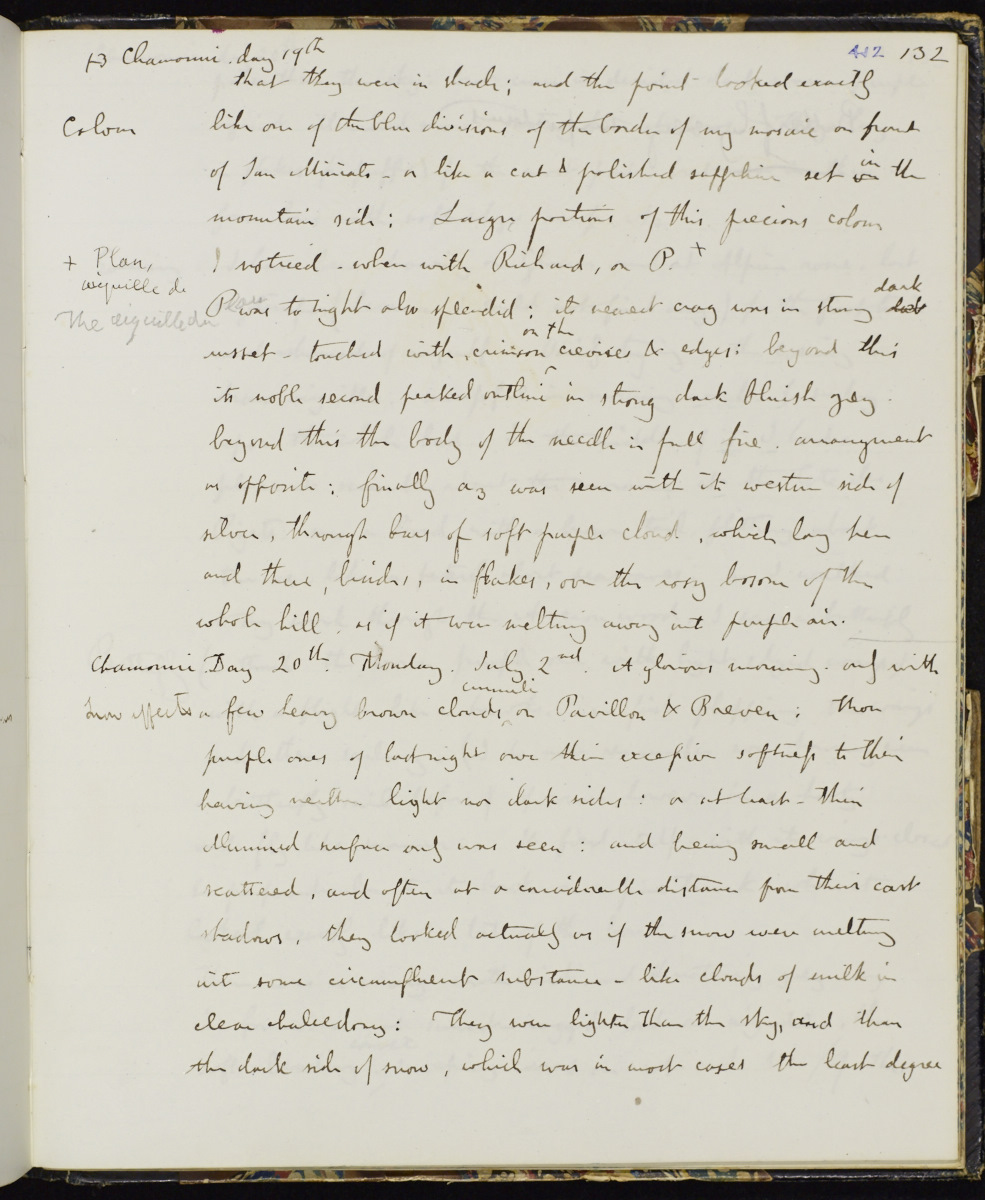 Chamouni. day 19th 132
that they were in shade; and the point looked exactly
Colour like one of the blue divisions of the border of my mosaic on front
of San Miniato - or like a cut & polished sapphire set in the
mountain side: Larger portions of this precious colour
+ Plan, I noticed - when with Richard, on P. +
aiguille de
The aiguille du Plan
P was to night also splendid: its nearest crag was in strong dark
russet - touched with crimson on the crevices & edges: beyond this
its noble second peaked outline in strong dark bluish grey.
beyond this the body of the needle in full fire. arrangement
as opposite: finally az was seen with its western side of
silver, through bars of soft purple cloud, which lay here
and there, besides, in flakes, over the rosy bosom of the
whole hill. as if it were melting away into purple air.
Chamouni Day 20th. Monday. July 2nd. A glorious morning. only with
Snow effects a few heavy brown cumuli clouds, on Pavillon & Breven; Thou
purple ones of last night owe their excessive softness to their
having neither light nor dark sides: or at least - their
illumined surface only was seen: and being small and
scattered, and often at a considerable distance from their cast
shadows, they looked actually as if the snow were melting
into some circumfluent substance - like clouds of milk in
clear chalcedony: They were lighter than the sky, and than
the dark side of snow, which was in most cases the least degree